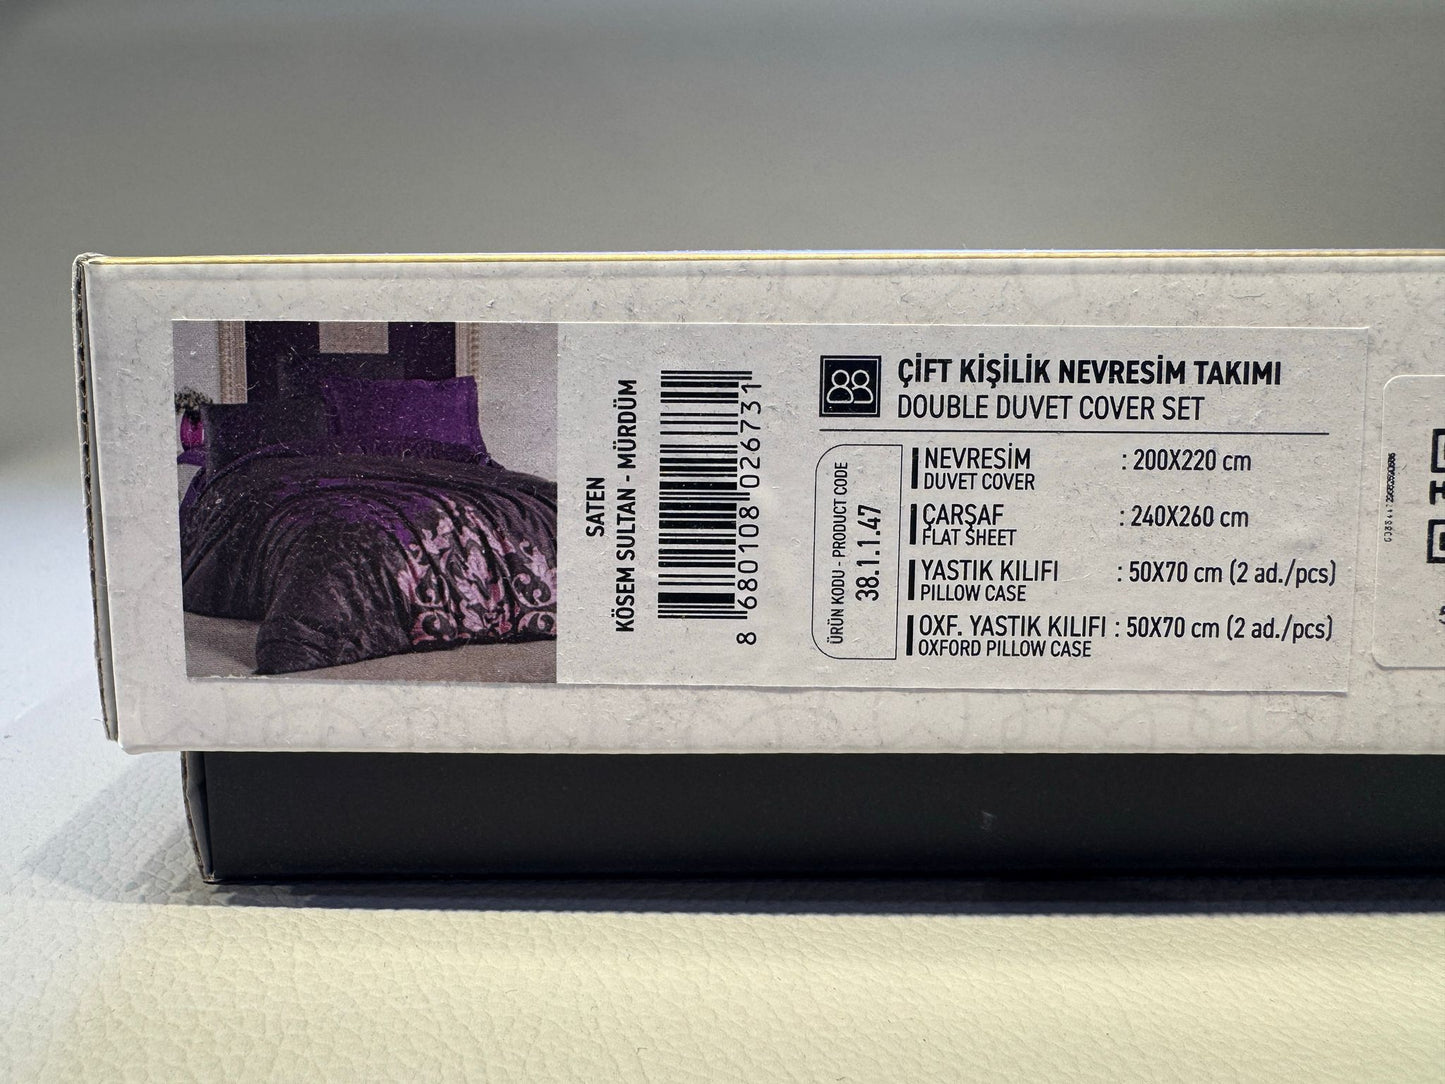 SATEN
KÖSEM SULTAN - MÜRDÜM
8 680108 026731
ÇİFT KİŞİLİK NEVRESİM TAKIMI
DOUBLE DUVET COVER SET
ÜRÜN KODU - PRODUCT CODE
38.1.1.47
NEVRESİM : 200X220 cm
DUVET COVER
ÇARŞAF : 240X260 cm
FLAT SHEET
YASTIK KILIFI : 50X70 cm (2 ad./pcs)
PILLOW CASE
OXF. YASTIK KILIFI : 50X70 cm (2 ad./pcs)
OXFORD PILLOW CASE